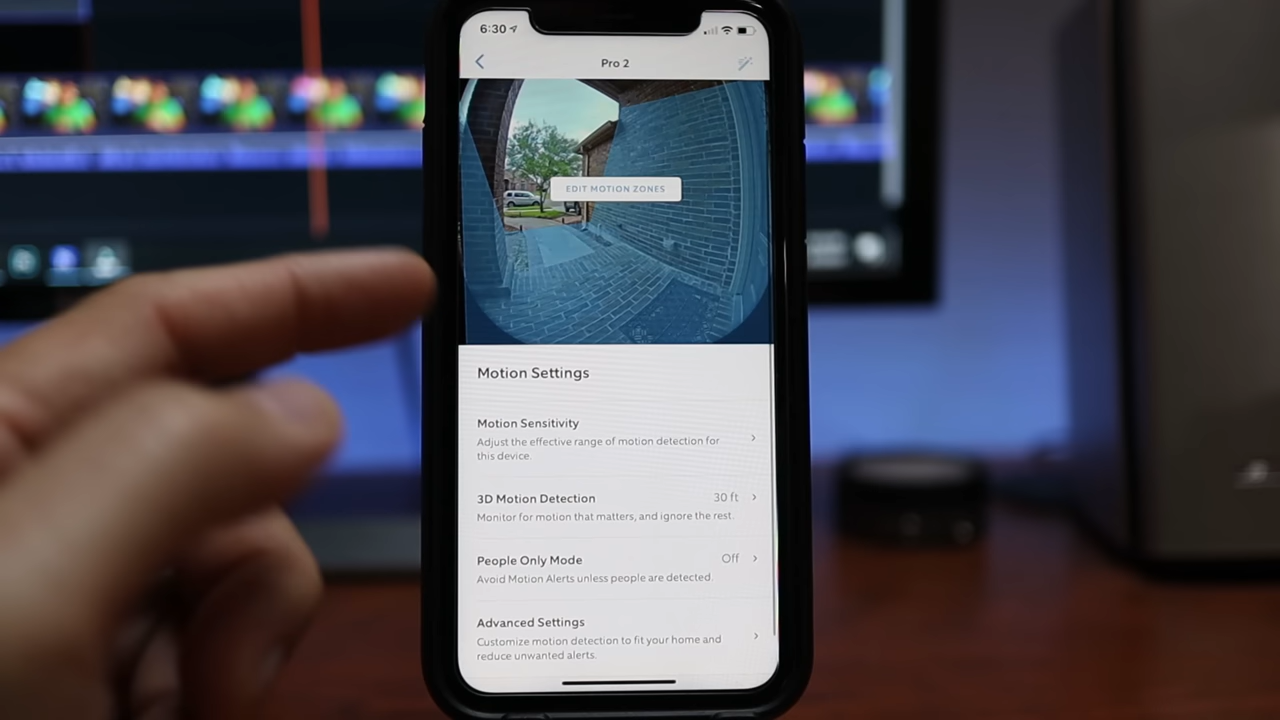 6:30
Pro 2
EDIT MOTION ZONES
Motion Settings
Motion Sensitivity
Adjust the effective range of motion detection for
this device.
3D Motion Detection
30 ft
Monitor for motion that matters, and ignore the rest.
People Only Mode
Off
Avoid Motion Alerts unless people are detected.
Advanced Settings
Customize motion detection to fit your home and
reduce unwanted alerts.